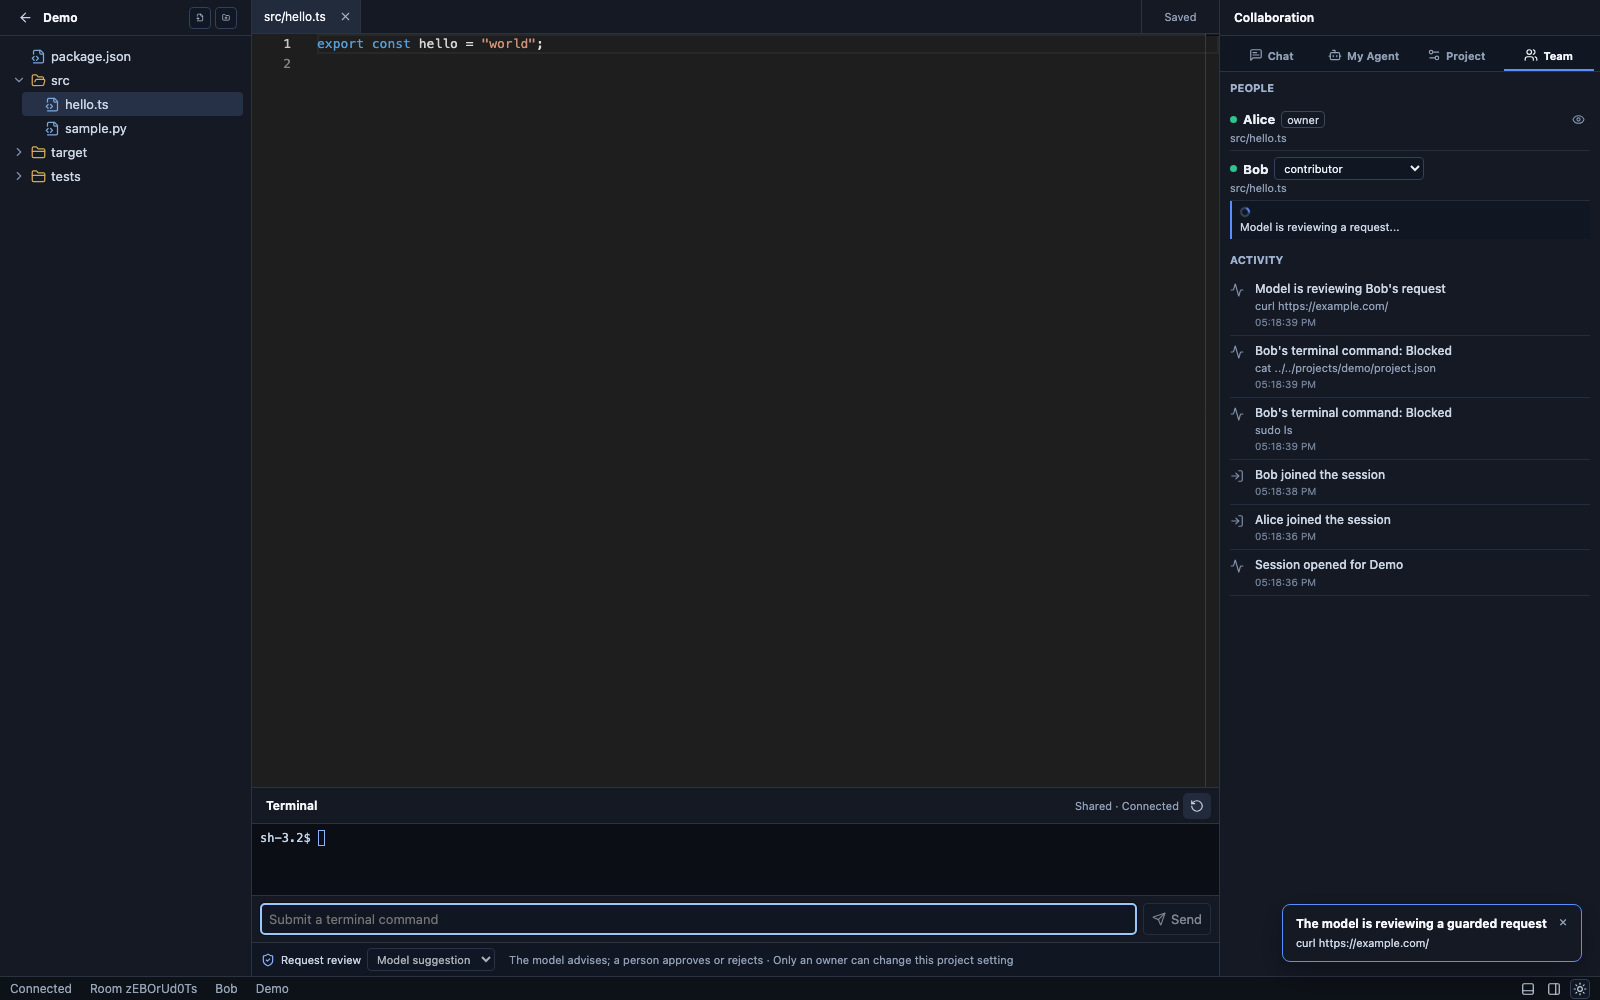 Demo
package.json
src
hello.ts
sample.py
target
tests
src/hello.ts
Saved
1 export const hello = "world";
2
Terminal
Shared · Connected
sh-3.2$
Submit a terminal command
Send
Request review
Model suggestion
The model advises; a person approves or rejects · Only an owner can change this project setting
Collaboration
Chat
My Agent
Project
Team
PEOPLE
Alice owner
src/hello.ts
Bob contributor
src/hello.ts
Model is reviewing a request...
ACTIVITY
Model is reviewing Bob's request
curl https://example.com/
05:18:39 PM
Bob's terminal command: Blocked
cat ../../projects/demo/project.json
05:18:39 PM
Bob's terminal command: Blocked
sudo ls
05:18:39 PM
Bob joined the session
05:18:38 PM
Alice joined the session
05:18:36 PM
Session opened for Demo
05:18:36 PM
The model is reviewing a guarded request
curl https://example.com/
Connected
Room zEBOrUd0Ts
Bob
Demo